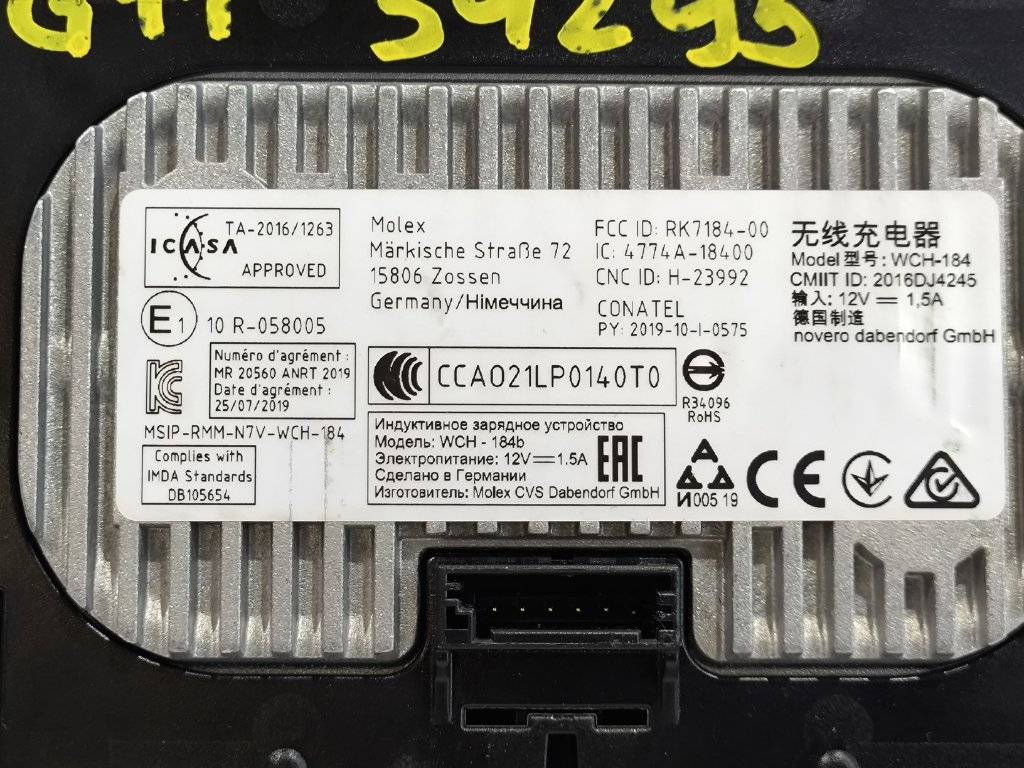 54295
ICASA
TA-2016/1263
APPROVED
E1 10 R-058005
Numéro d'agrément :
MR 20560 ANRT 2019
Date d'agrément :
25/07/2019
MSIP-RMM-N7V-WCH-184
Complies with
IMDA Standards
DB105654
Molex
Märkische Straße 72
15806 Zossen
Germany/Німеччина
FCC ID: RK7184-00
IC: 4774A-18400
CNC ID: H-23992
CONATEL
PY: 2019-10-I-0575
CCAO21LP0140T0
Индуктивное зарядное устройство
Модель: WCH - 184b
Электропитание: 12V⎓1.5A
Сделано в Германии
Изготовитель: Molex CVS Dabendorf GmbH
EAC
无线充电器
Model 型号: WCH-184
CMIIT ID: 2016DJ4245
输入: 12V⎓ 1,5A
德国制造
novero dabendorf GmbH
R34096
RoHS
И005 19
CE